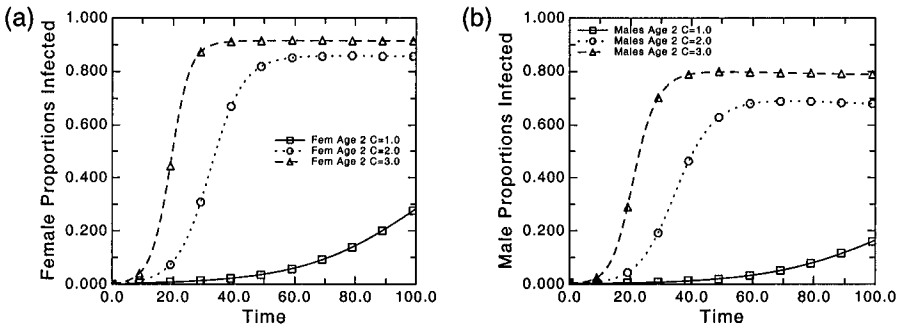 (a)
Female Proportions Infected
1.000
0.800
0.600
0.400
0.200
0.000
Fem Age 2 C=1.0
Fem Age 2 C=2.0
Fem Age 2 C=3.0
0.0 20.0 40.0 60.0 80.0 100.0
Time
(b)
Male Proportions Infected
1.000
0.800
0.600
0.400
0.200
0.000
Males Age 2 C=1.0
Males Age 2 C=2.0
Males Age 2 C=3.0
0.0 20.0 40.0 60.0 80.0 100.0
Time